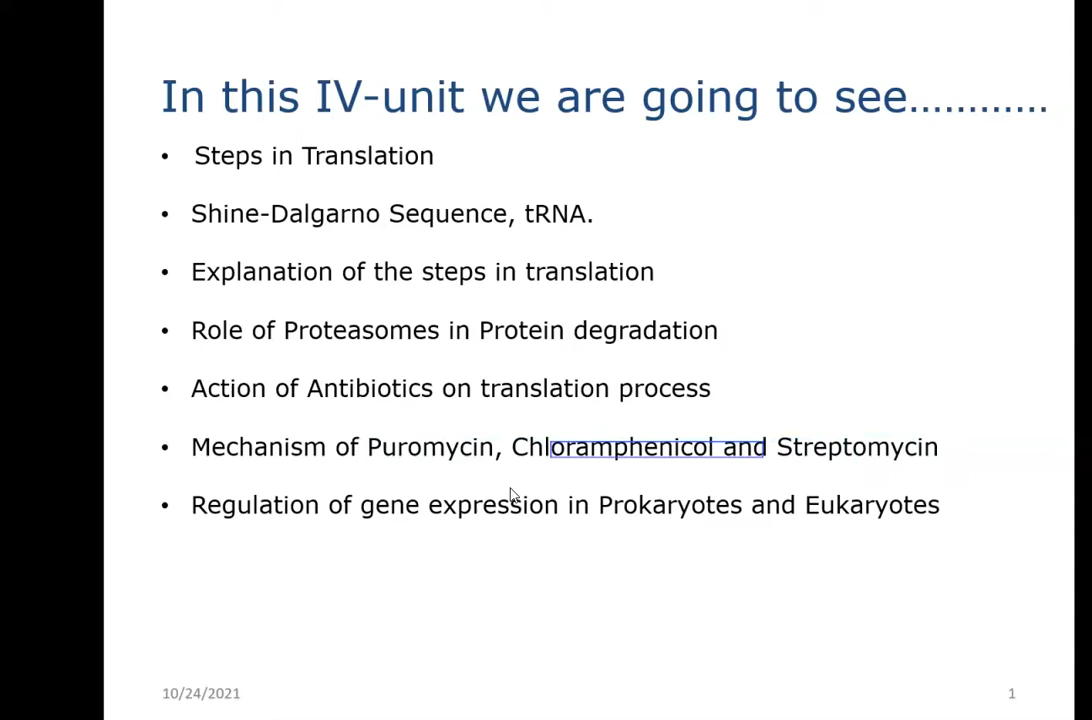 In this IV-unit we are going to see............
• Steps in Translation
• Shine-Dalgarno Sequence, tRNA.
• Explanation of the steps in translation
• Role of Proteasomes in Protein degradation
• Action of Antibiotics on translation process
• Mechanism of Puromycin, Chloramphenicol and Streptomycin
• Regulation of gene expression in Prokaryotes and Eukaryotes
10/24/2021
1